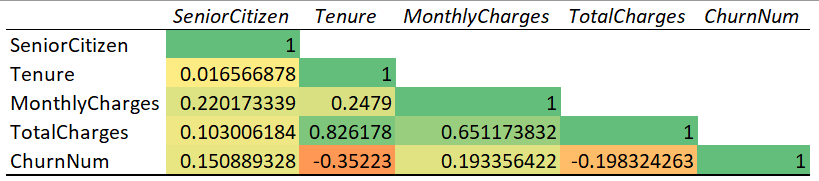 SeniorCitizen Tenure MonthlyCharges TotalCharges ChurnNum
SeniorCitizen 1
Tenure 0.016566878 1
MonthlyCharges 0.220173339 0.2479 1
TotalCharges 0.103006184 0.826178 0.651173832 1
ChurnNum 0.150889328 -0.35223 0.193356422 -0.198324263 1